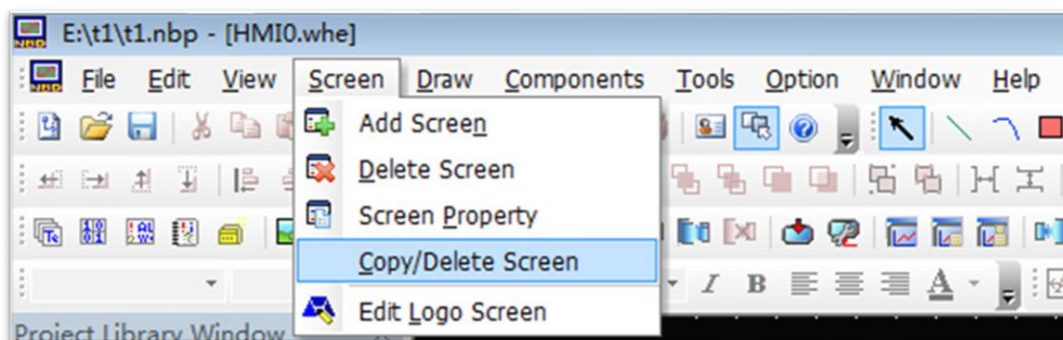 E:\t1\t1.nbp - [HMI0.whe]
File Edit View Screen Draw Components Tools Option Window Help
Add Screen
Delete Screen
Screen Property
Copy/Delete Screen
I B A
Edit Logo Screen
Project Library Window